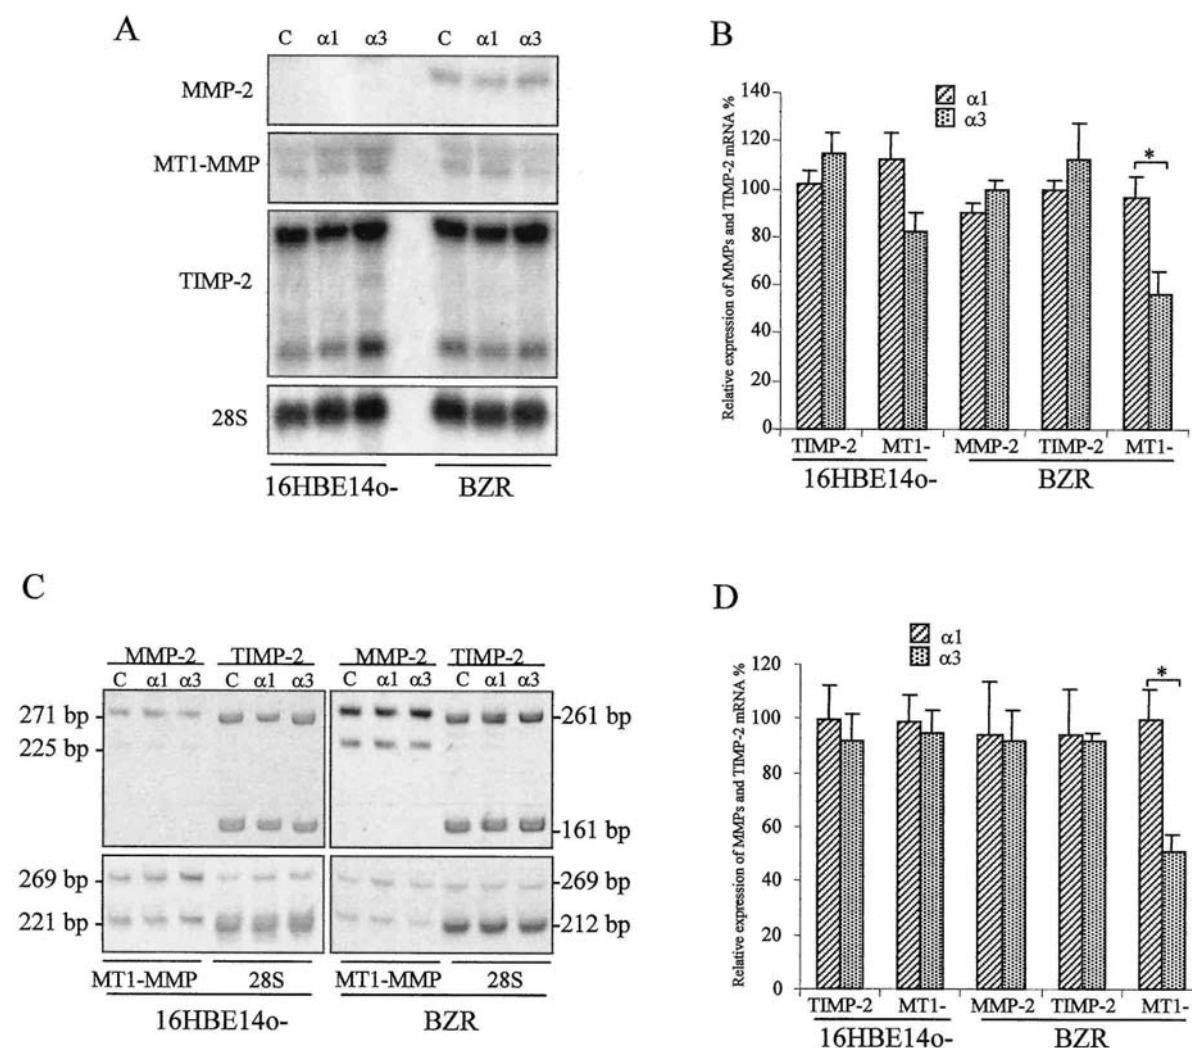 A
C α1 α3 C α1 α3
MMP-2
MT1-MMP
TIMP-2
28S
16HBE14o- BZR
B
Relative expression of MMPs and TIMP-2 mRNA %
α1
α3
140
120
100
80
60
40
20
0
*
TIMP-2 MT1- MMP-2 TIMP-2 MT1-
16HBE14o- BZR
C
MMP-2 TIMP-2 MMP-2 TIMP-2
C α1 α3 C α1 α3 C α1 α3 C α1 α3
271 bp -261 bp
225 bp
-161 bp
269 bp -269 bp
221 bp -212 bp
MT1-MMP 28S MT1-MMP 28S
16HBE14o- BZR
D
Relative expression of MMPs and TIMP-2 mRNA %
α1
α3
120
100
80
60
40
20
0
*
TIMP-2 MT1- MMP-2 TIMP-2 MT1-
16HBE14o- BZR